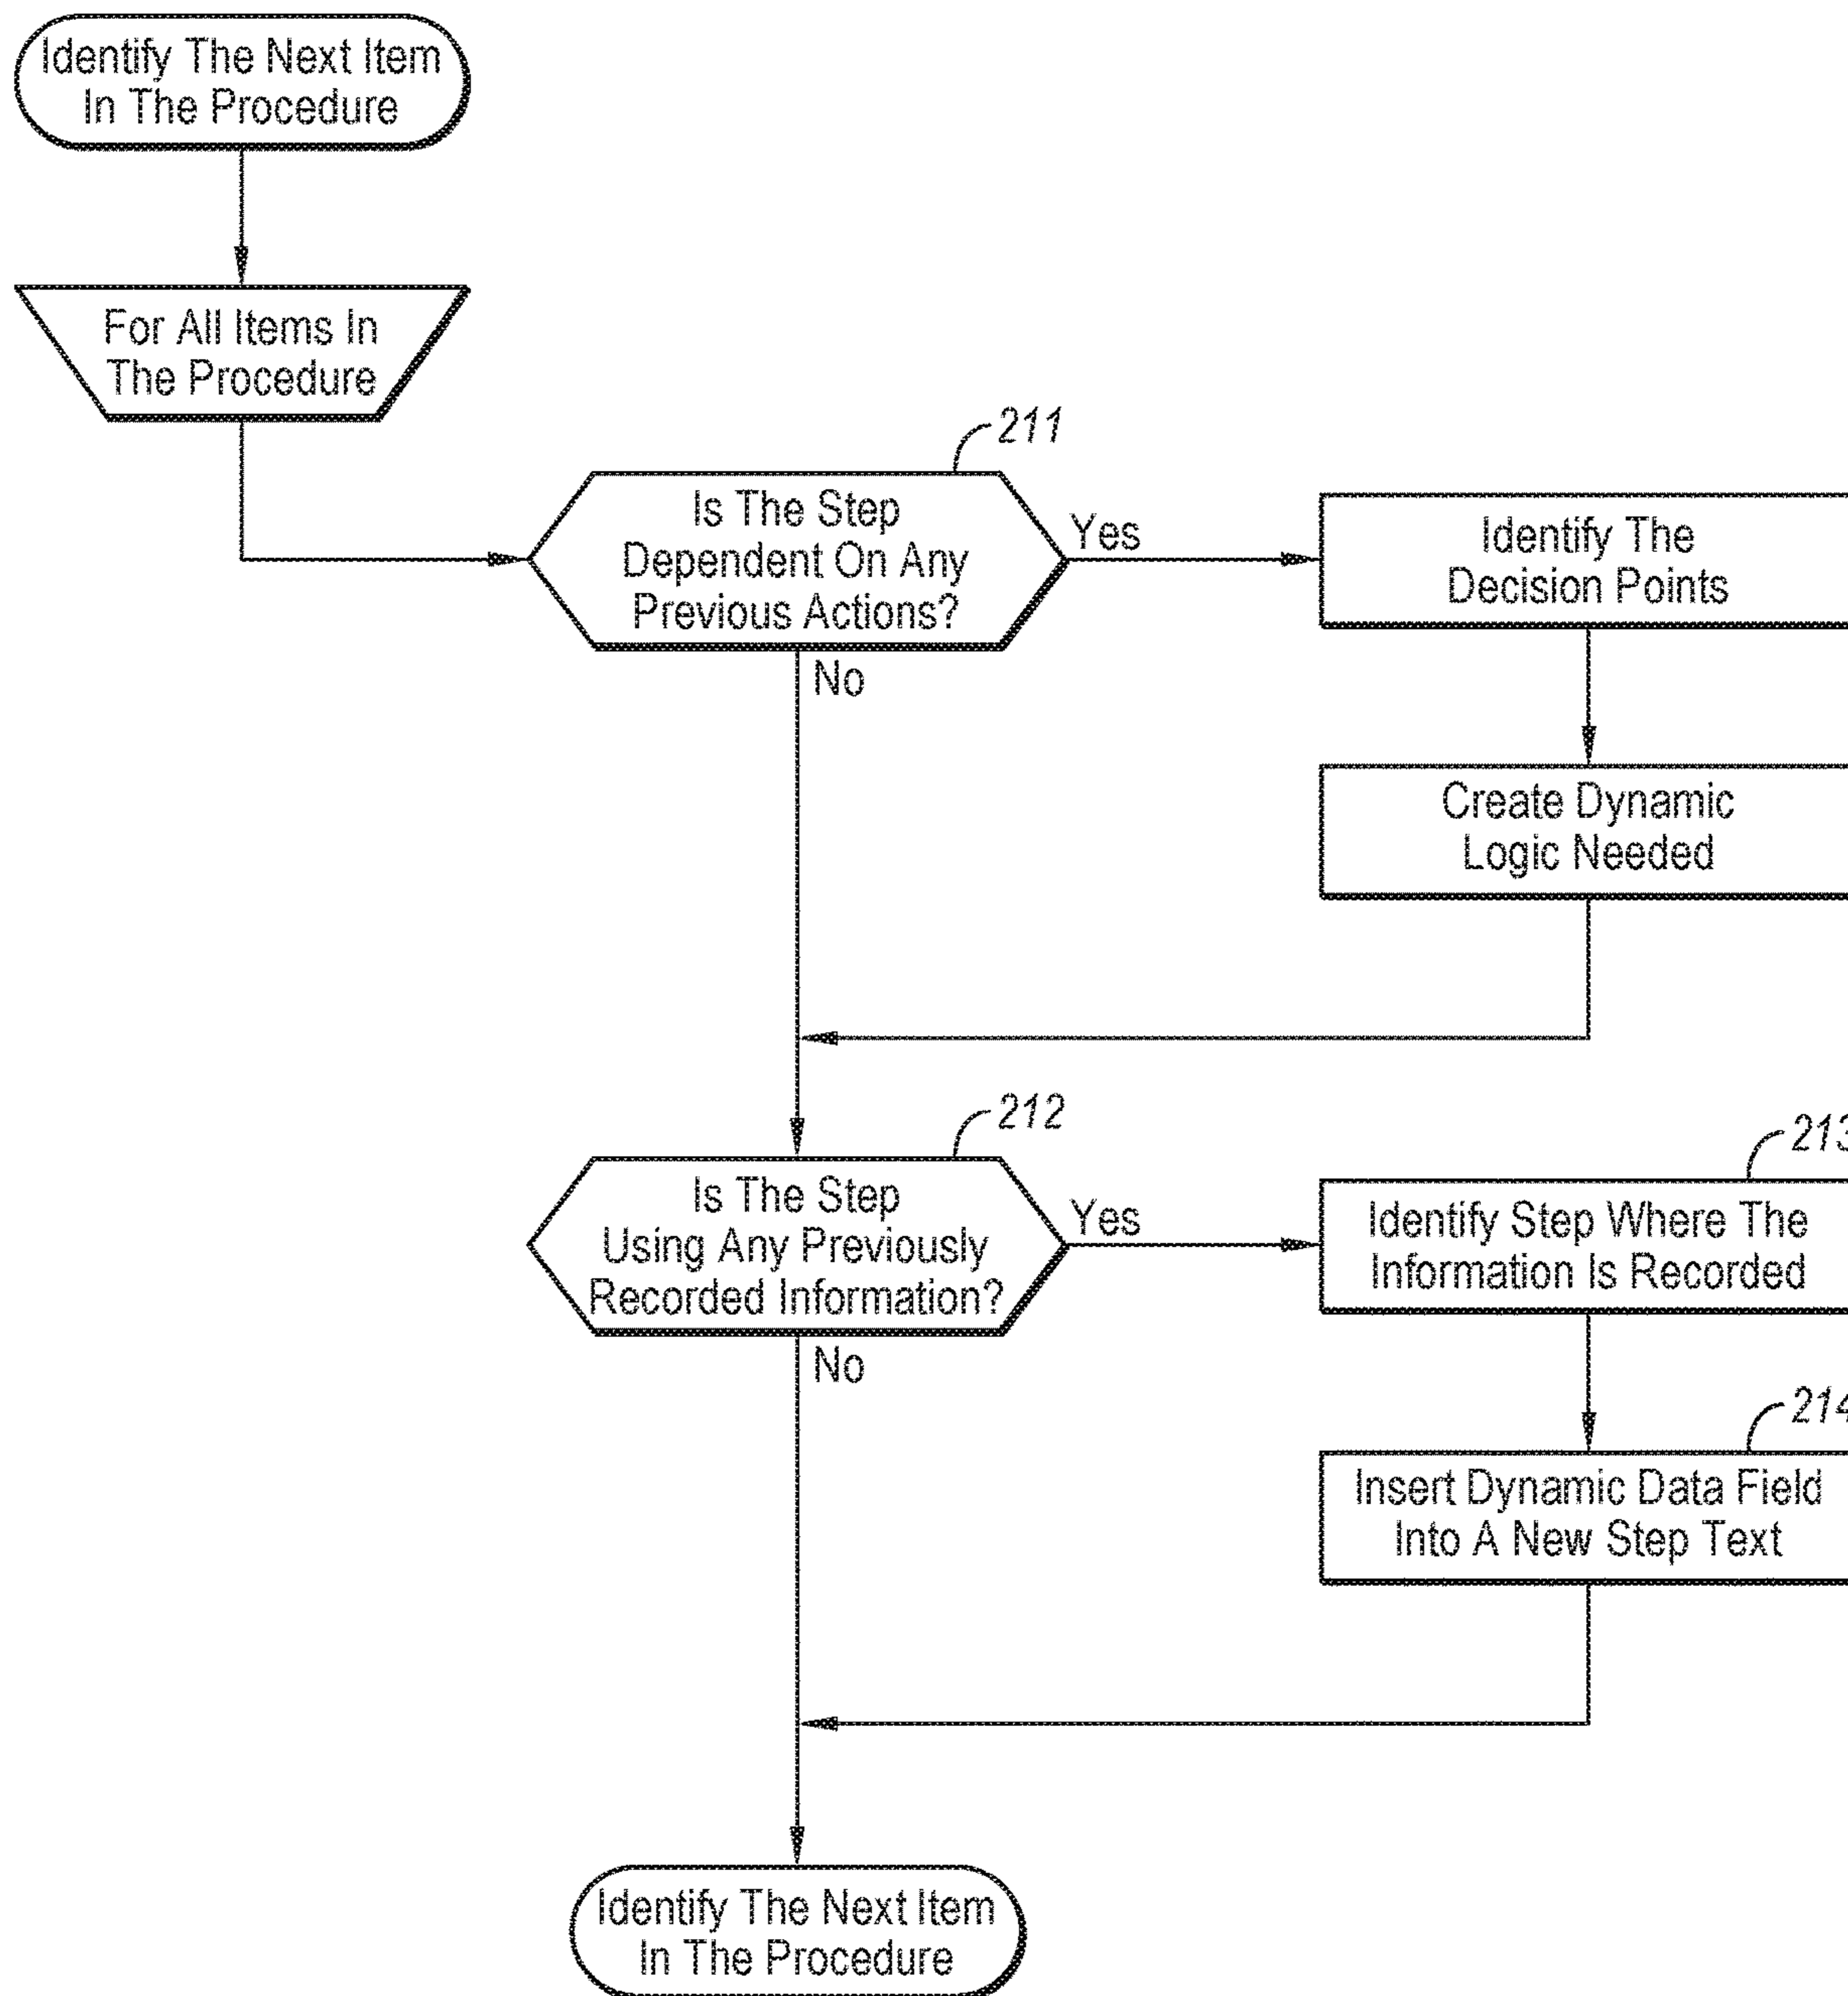 Identify The Next Item
In The Procedure
For All Items In
The Procedure
211
Is The Step
Dependent On Any
Previous Actions?
Yes
Identify The
Decision Points
No
Create Dynamic
Logic Needed
212
Is The Step
Using Any Previously
Recorded Information?
Yes
213
Identify Step Where The
Information Is Recorded
No
214
Insert Dynamic Data Field
Into A New Step Text
Identify The Next Item
In The Procedure